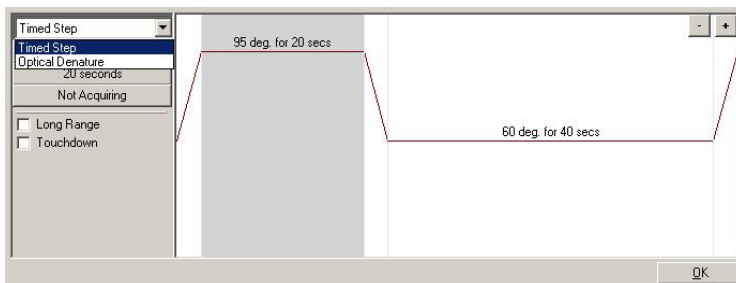 Timed Step
Timed Step
Optical Denature
20 seconds
Not Acquiring
Long Range
Touchdown
95 deg. for 20 secs
60 deg. for 40 secs
- +
OK